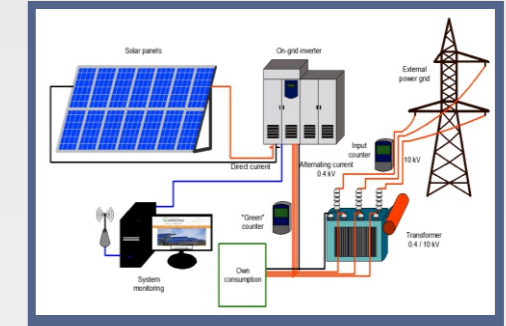 Solar panels
On-grid inverter
External
power grid
Direct current
Alternating current
0.4 kV
Input
counter
10 kV
"Green"
counter
Transformer
0.4 / 10 kV
Own
consumption
System
monitoring